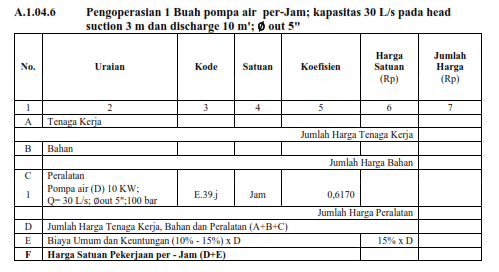 A.1.04.6 Pengoperasian 1 Buah pompa air per-Jam; kapasitas 30 L/s pada head
suction 3 m dan discharge 10 m'; Ø out 5"
No. Uraian Kode Satuan Koefisien Harga Satuan (Rp) Jumlah Harga (Rp)
1 2 3 4 5 6 7
A Tenaga Kerja
Jumlah Harga Tenaga Kerja
B Bahan
Jumlah Harga Bahan
C Peralatan
1 Pompa air (D) 10 KW;
Q= 30 L/s; Øout 5";100 bar E.39.j Jam 0,6170
Jumlah Harga Peralatan
D Jumlah Harga Tenaga Kerja, Bahan dan Peralatan (A+B+C)
E Biaya Umum dan Keuntungan (10% - 15%) x D 15% x D
F Harga Satuan Pekerjaan per - Jam (D+E)